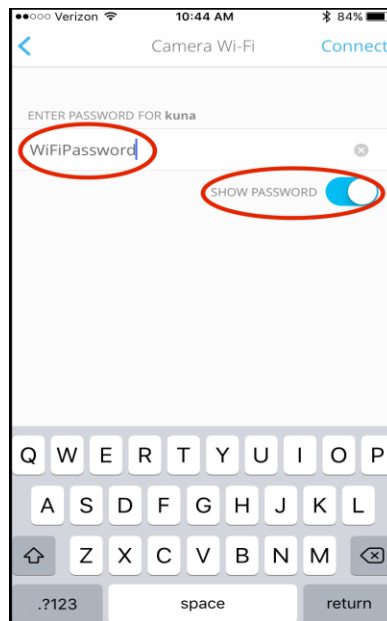 Verizon 10:44 AM 84%
Camera Wi-Fi Connect
ENTER PASSWORD FOR kuna
WiFiPassword
SHOW PASSWORD
Q W E R T Y U I O P
A S D F G H J K L
Z X C V B N M
.?123 space return